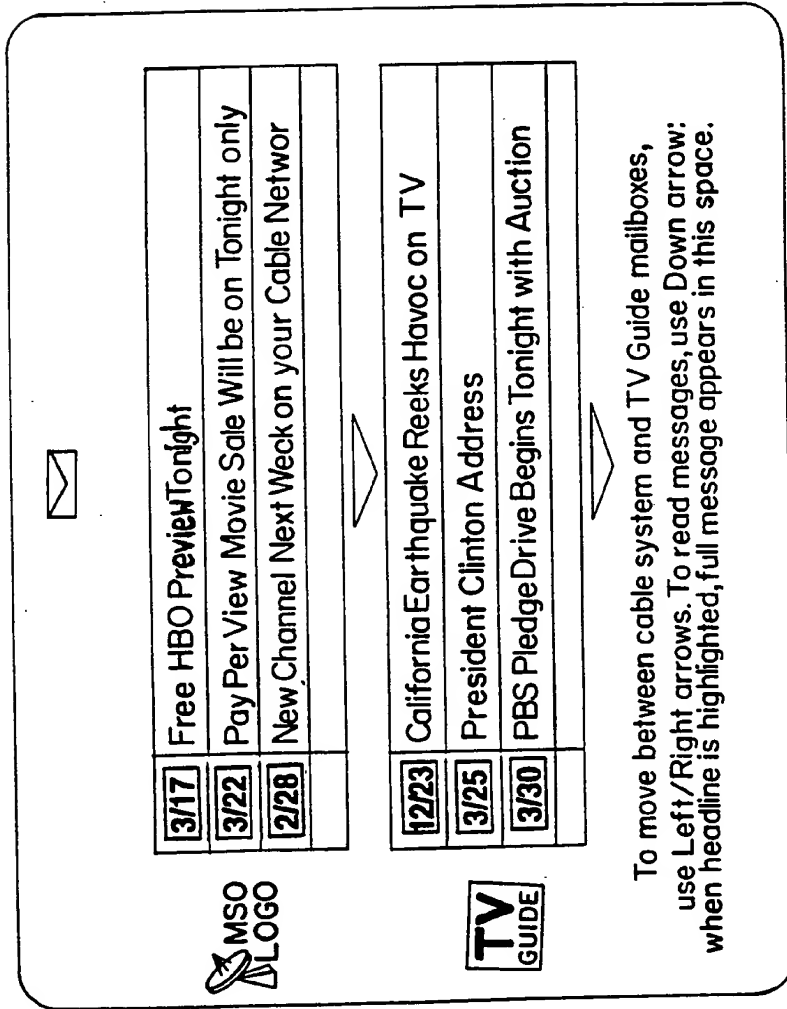 MSO
LOGO
3/17 Free HBO Preview Tonight
3/22 Pay Per View Movie Sale Will be on Tonight only
2/28 New Channel Next Weck on your Cable Networ
TV
GUIDE
12/23 California Earthquake Reeks Havoc on TV
3/25 President Clinton Address
3/30 PBS Pledge Drive Begins Tonight with Auction
To move between cable system and TV Guide mailboxes,
use Left/Right arrows. To read messages, use Down arrow:
when headline is highlighted, full message appears in this space.